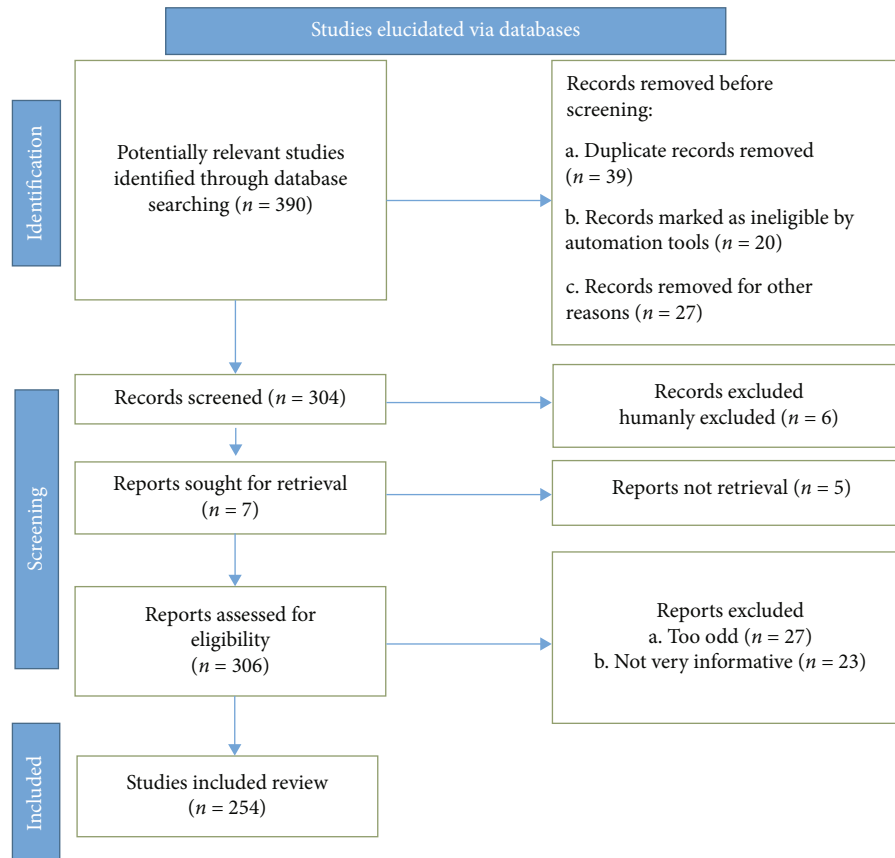 Studies elucidated via databases
Identification
Potentially relevant studies
identified through database
searching (n = 390)
Records removed before
screening:
a. Duplicate records removed
(n = 39)
b. Records marked as ineligible by
automation tools (n = 20)
c. Records removed for other
reasons (n = 27)
Screening
Records screened (n = 304)
Records excluded
humanly excluded (n = 6)
Reports sought for retrieval
(n = 7)
Reports not retrieval (n = 5)
Reports assessed for
eligibility
(n = 306)
Reports excluded
a. Too odd (n = 27)
b. Not very informative (n = 23)
Included
Studies included review
(n = 254)